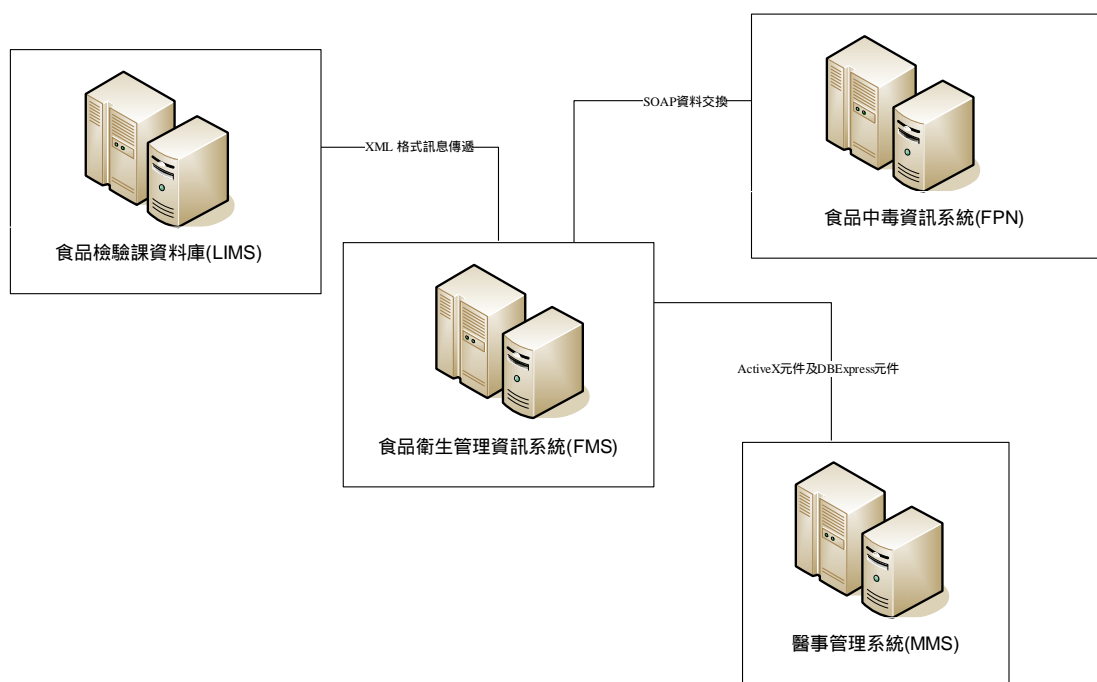 SOAP資料交換
XML 格式訊息傳遞
食品中毒資訊系統(FPN)
食品檢驗課資料庫(LIMS)
ActiveX元件及DBExpress元件
食品衛生管理資訊系統(FMS)
醫事管理系統(MMS)